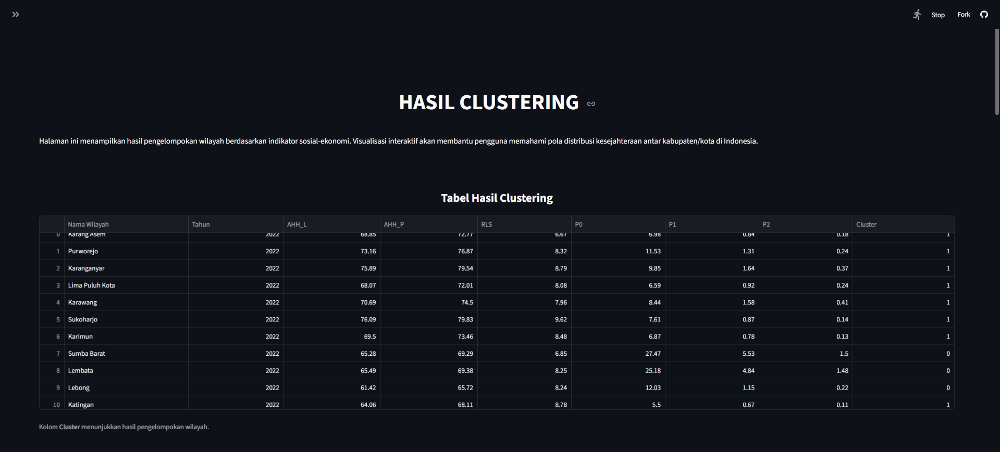 Stop Fork
HASIL CLUSTERING
Halaman ini menampilkan hasil pengelompokan wilayah berdasarkan indikator sosial-ekonomi. Visualisasi interaktif akan membantu pengguna memahami pola distribusi kesejahteraan antar kabupaten/kota di Indonesia.
Tabel Hasil Clustering
Nama Wilayah Tahun AHH_L AHH_P RLS P0 P1 P2 Cluster
0 Karang Asem 2022 68.85 72.77 6.67 6.98 0.84 0.18 1
1 Purworejo 2022 73.16 76.87 8.32 11.53 1.31 0.24 1
2 Karanganyar 2022 75.89 79.54 8.79 9.85 1.64 0.37 1
3 Lima Puluh Kota 2022 68.07 72.01 8.08 6.59 0.92 0.24 1
4 Karawang 2022 70.69 74.5 7.96 8.44 1.58 0.41 1
5 Sukoharjo 2022 76.09 79.83 9.62 7.61 0.87 0.14 1
6 Karimun 2022 69.5 73.46 8.48 6.87 0.78 0.13 1
7 Sumba Barat 2022 65.28 69.29 6.85 27.47 5.53 1.5 0
8 Lembata 2022 65.49 69.38 8.25 25.18 4.84 1.48 0
9 Lebong 2022 61.42 65.72 8.24 12.03 1.15 0.22 0
10 Katingan 2022 64.06 68.11 8.78 5.5 0.67 0.11 1
Kolom Cluster menunjukkan hasil pengelompokan wilayah.